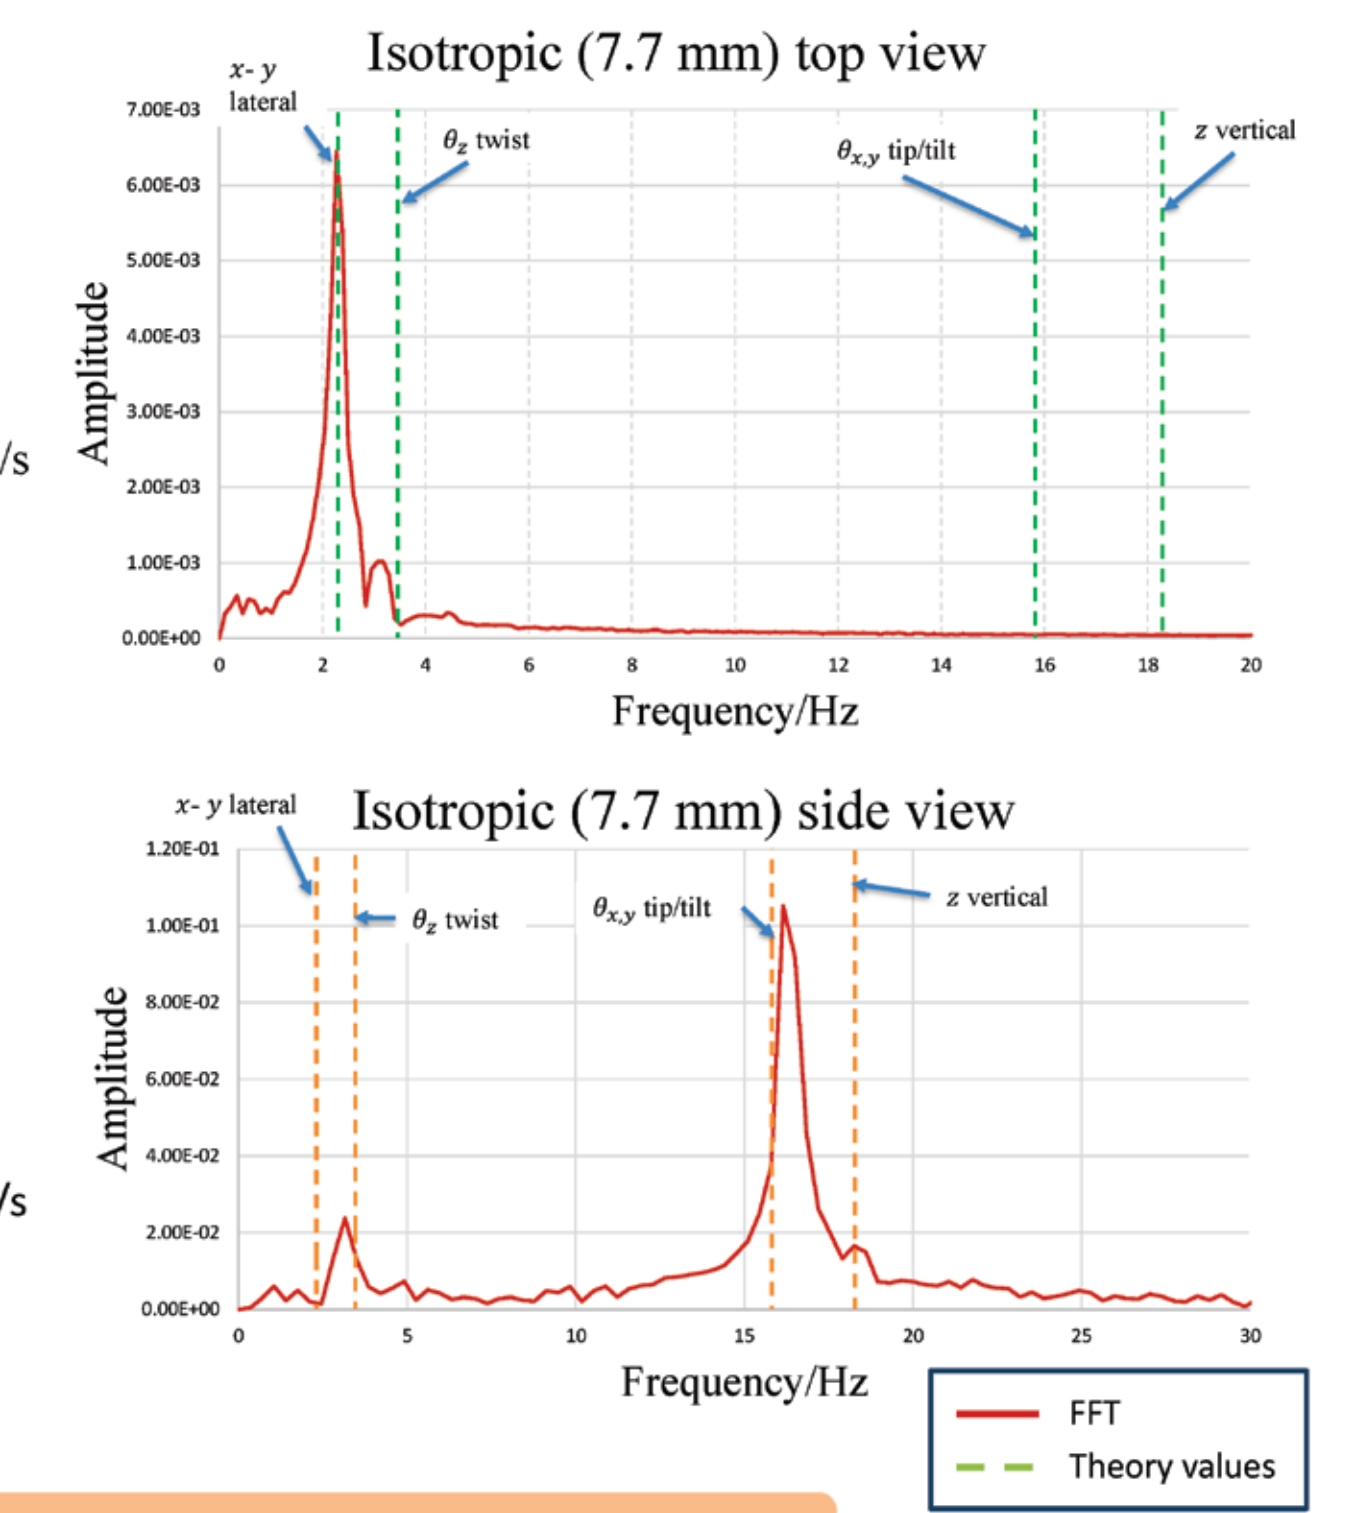 Isotropic (7.7 mm) top view
x- y
lateral
θz twist
θx,y tip/tilt
z vertical
7.00E-03
6.00E-03
5.00E-03
4.00E-03
3.00E-03
2.00E-03
1.00E-03
0.00E+00
Amplitude
/s
0 2 4 6 8 10 12 14 16 18 20
Frequency/Hz
Isotropic (7.7 mm) side view
x- y lateral
θz twist
θx,y tip/tilt
z vertical
1.20E-01
1.00E-01
8.00E-02
6.00E-02
4.00E-02
2.00E-02
0.00E+00
Amplitude
/s
0 5 10 15 20 25 30
Frequency/Hz
FFT
Theory values